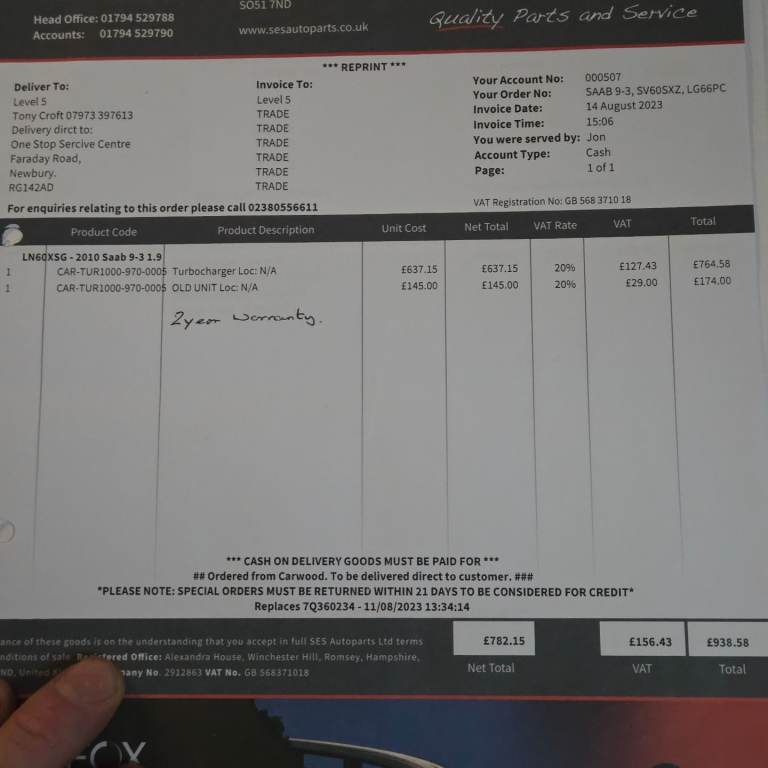 SO51 7ND
Head Office: 01794 529788
Accounts: 01794 529790
www.sesautoparts.co.uk
Quality Parts and Service
*** REPRINT ***
Deliver To:
Level 5
Tony Croft 07973 397613
Delivery dirct to:
One Stop Sercive Centre
Faraday Road,
Newbury.
RG142AD
Invoice To:
Level 5
TRADE
TRADE
TRADE
TRADE
TRADE
TRADE
Your Account No: 000507
Your Order No: SAAB 9-3, SV60SXZ, LG66PC
Invoice Date: 14 August 2023
Invoice Time: 15:06
You were served by: Jon
Account Type: Cash
Page: 1 of 1
For enquiries relating to this order please call 02380556611
VAT Registration No: GB 568 3710 18
Product Code Product Description Unit Cost Net Total VAT Rate VAT Total
LN60XSG - 2010 Saab 9-3 1.9
1 CAR-TUR1000-970-0005 Turbocharger Loc: N/A £637.15 £637.15 20% £127.43 £764.58
1 CAR-TUR1000-970-0005 OLD UNIT Loc: N/A £145.00 £145.00 20% £29.00 £174.00
2 year warranty.
*** CASH ON DELIVERY GOODS MUST BE PAID FOR ***
## Ordered from Carwood. To be delivered direct to customer. ###
*PLEASE NOTE: SPECIAL ORDERS MUST BE RETURNED WITHIN 21 DAYS TO BE CONSIDERED FOR CREDIT*
Replaces 7Q360234 - 11/08/2023 13:34:14
ance of these goods is on the understanding that you accept in full SES Autoparts Ltd terms
nditions of sale. Registered Office: Alexandra House, Winchester Hill, Romsey, Hampshire,
ND, United any No. 2912863 VAT No. GB 568371018
£782.15 £156.43 £938.58
Net Total VAT Total
OX